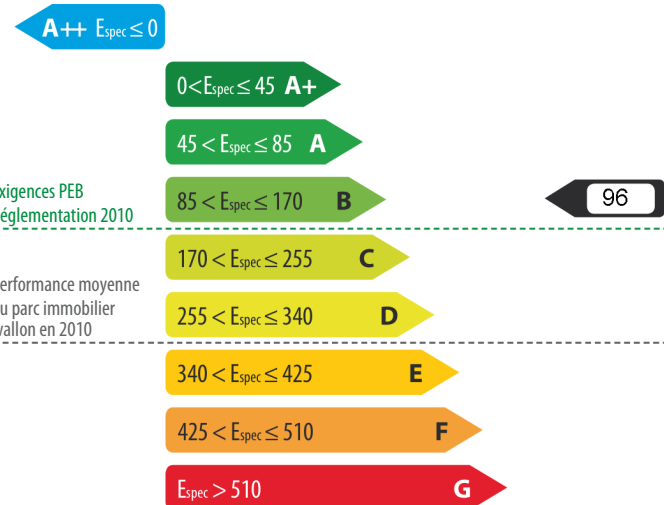 A++ Espec ≤ 0
0<Espec ≤ 45 A+
45 < Espec ≤ 85 A
xigences PEB
églementation 2010
85 < Espec ≤ 170 B
96
170 < Espec ≤ 255 C
erformance moyenne
u parc immobilier
vallon en 2010
255 < Espec ≤ 340 D
340 < Espec ≤ 425 E
425 < Espec ≤ 510 F
Espec > 510 G